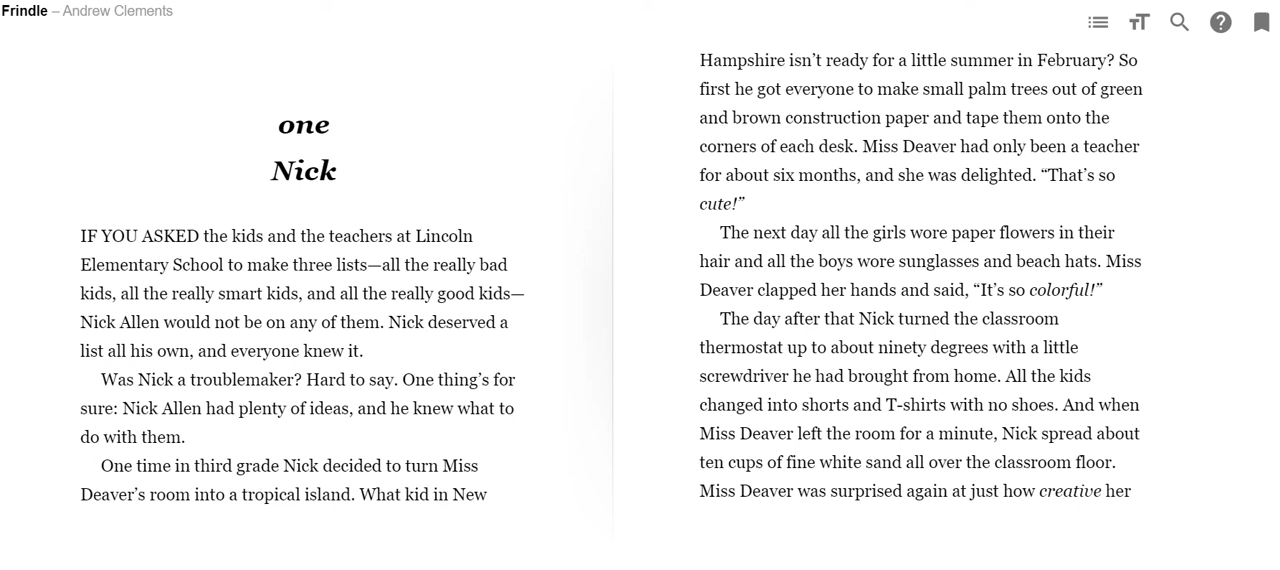 Frindle – Andrew Clements
one
Nick
IF YOU ASKED the kids and the teachers at Lincoln
Elementary School to make three lists—all the really bad
kids, all the really smart kids, and all the really good kids—
Nick Allen would not be on any of them. Nick deserved a
list all his own, and everyone knew it.
Was Nick a troublemaker? Hard to say. One thing’s for
sure: Nick Allen had plenty of ideas, and he knew what to
do with them.
One time in third grade Nick decided to turn Miss
Deaver’s room into a tropical island. What kid in New
Hampshire isn’t ready for a little summer in February? So
first he got everyone to make small palm trees out of green
and brown construction paper and tape them onto the
corners of each desk. Miss Deaver had only been a teacher
for about six months, and she was delighted. “That’s so
cute!”
The next day all the girls wore paper flowers in their
hair and all the boys wore sunglasses and beach hats. Miss
Deaver clapped her hands and said, “It’s so colorful!”
The day after that Nick turned the classroom
thermostat up to about ninety degrees with a little
screwdriver he had brought from home. All the kids
changed into shorts and T-shirts with no shoes. And when
Miss Deaver left the room for a minute, Nick spread about
ten cups of fine white sand all over the classroom floor.
Miss Deaver was surprised again at just how creative her